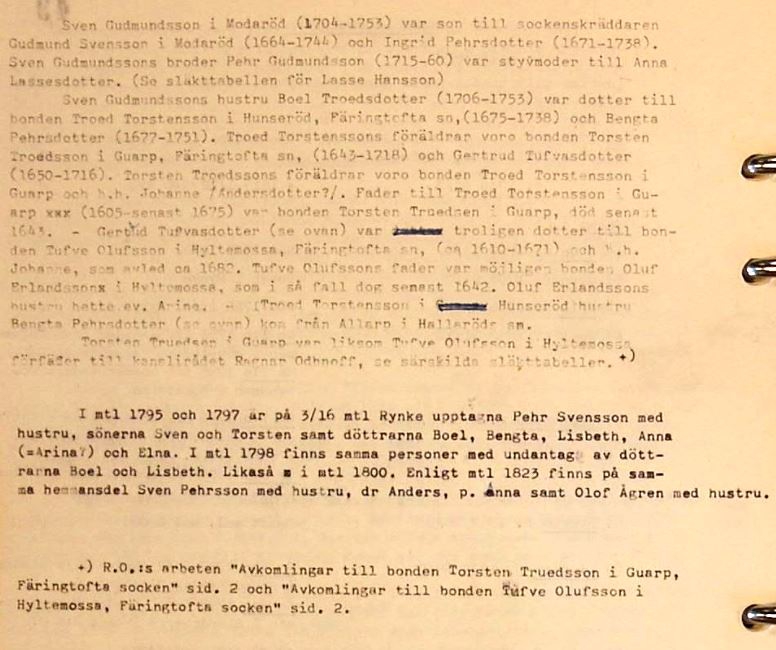 Sven Gudmundsson i Modaröd (1704-1753) var son till sockenskräddaren
Gudmund Svensson i Modaröd (1664-1744) och Ingrid Pehrsdotter (1671-1738).
Sven Gudmundssons broder Pehr Gudmundsson (1715-60) var styvmoder till Anna
Lassesdotter. (Se släkttabellen för Lasse Hansson)
Sven Gudmundssons hustru Boel Troedsdotter (1706-1753) var dotter till
bonden Troed Torstensson i Hunseröd, Färingtofta sn,(1675-1738) och Bengta
Pehrsdotter (1677-1751). Troed Torstenssons föräldrar voro bonden Torsten
Troedsson i Guarp, Färingtofta sn, (1643-1718) och Gertrud Tufvasdotter
(1650-1716). Torsten Troedssons föräldrar voro bonden Troed Torstensson i
Guarp och h.h. Johanne /Andersdotter?/. Fader till Troed Torstensson i Gu-
arp xxx (1605-senast 1675) var bonden Torsten Truedsen i Guarp, död senast
1643. - Gertrud Tufvasdotter (se ovan) var troligen dotter till bon-
den Tufve Olufsson i Hyltemossa, Färingtofta sn, (ca 1610-1671) och h.h.
Johanne, som avled ca 1682. Tufve Olufssons fader var möjligen bonden Oluf
Erlandssonx i Hyltemossa, som i så fall dog senast 1642. Oluf Erlandssons
hustru hette ev. Arina. - (Troed Torstensson i Hunseröd hustru
Bengta Pehrsdotter (se ovan) kom från Allarp i Hallaröds sn.
Torsten Truedsen i Guarp var liksom Tufve Olufsson i Hyltemossa
förfäder till kanslirådet Ragnar Odhnoff, se särskilda släkttabeller. +)
I mtl 1795 och 1797 är på 3/16 mtl Rynke upptagna Pehr Svensson med
hustru, sönerna Sven och Torsten samt döttrarna Boel, Bengta, Lisbeth, Anna
(=Arina?) och Elna. I mtl 1798 finns samma personer med undantag av dött-
rarna Boel och Lisbeth. Likaså m i mtl 1800. Enligt mtl 1823 finns på sam-
ma hemmansdel Sven Pehrsson med hustru, dr Anders, p. Anna samt Olof Ågren med hustru.
+) R.O.:s arbeten "Avkomlingar till bonden Torsten Truedsson i Guarp,
Färingtofta socken" sid. 2 och "Avkomlingar till bonden Tufve Olufsson i
Hyltemossa, Färingtofta socken" sid. 2.